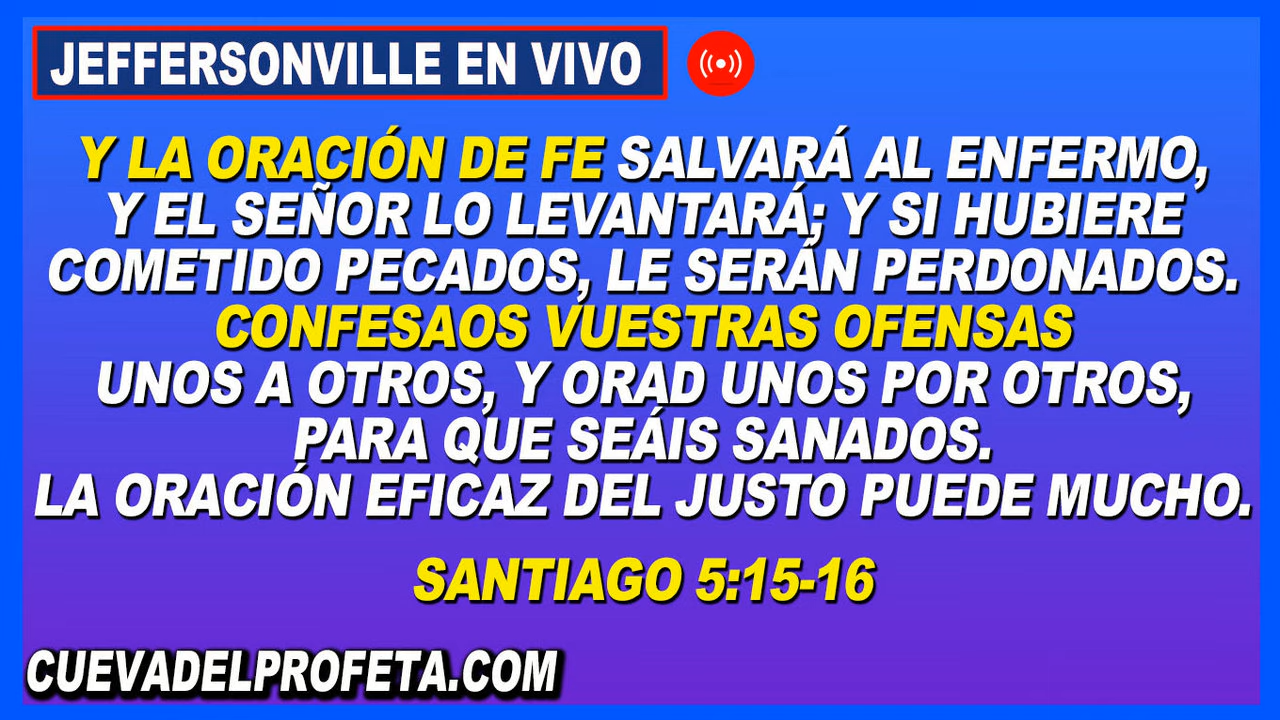 JEFFERSONVILLE EN VIVO
Y LA ORACIÓN DE FE SALVARÁ AL ENFERMO,
Y EL SEÑOR LO LEVANTARÁ; Y SI HUBIERE
COMETIDO PECADOS, LE SERÁN PERDONADOS.
CONFESAOS VUESTRAS OFENSAS
UNOS A OTROS, Y ORAD UNOS POR OTROS,
PARA QUE SEÁIS SANADOS.
LA ORACIÓN EFICAZ DEL JUSTO PUEDE MUCHO.
SANTIAGO 5:15-16
CUEVADELPROFETA.COM